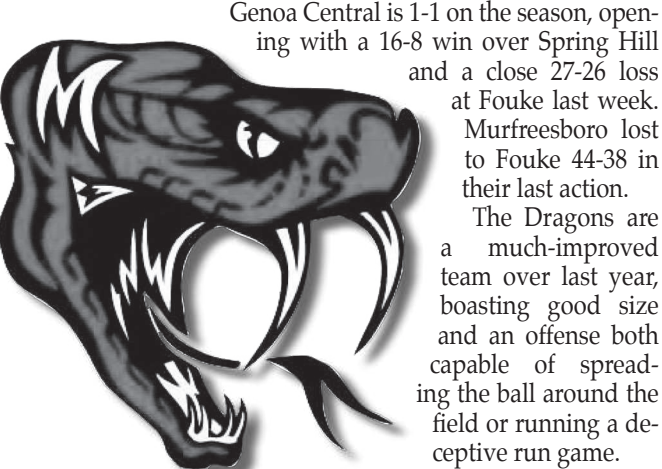 Genoa Central is 1-1 on the season, open-
ing with a 16-8 win over Spring Hill
and a close 27-26 loss
at Fouke last week.
Murfreesboro lost
to Fouke 44-38 in
their last action.
The Dragons are
a much-improved
team over last year,
boasting good size
and an offense both
capable of spread-
ing the ball around the
field or running a de-
ceptive run game.